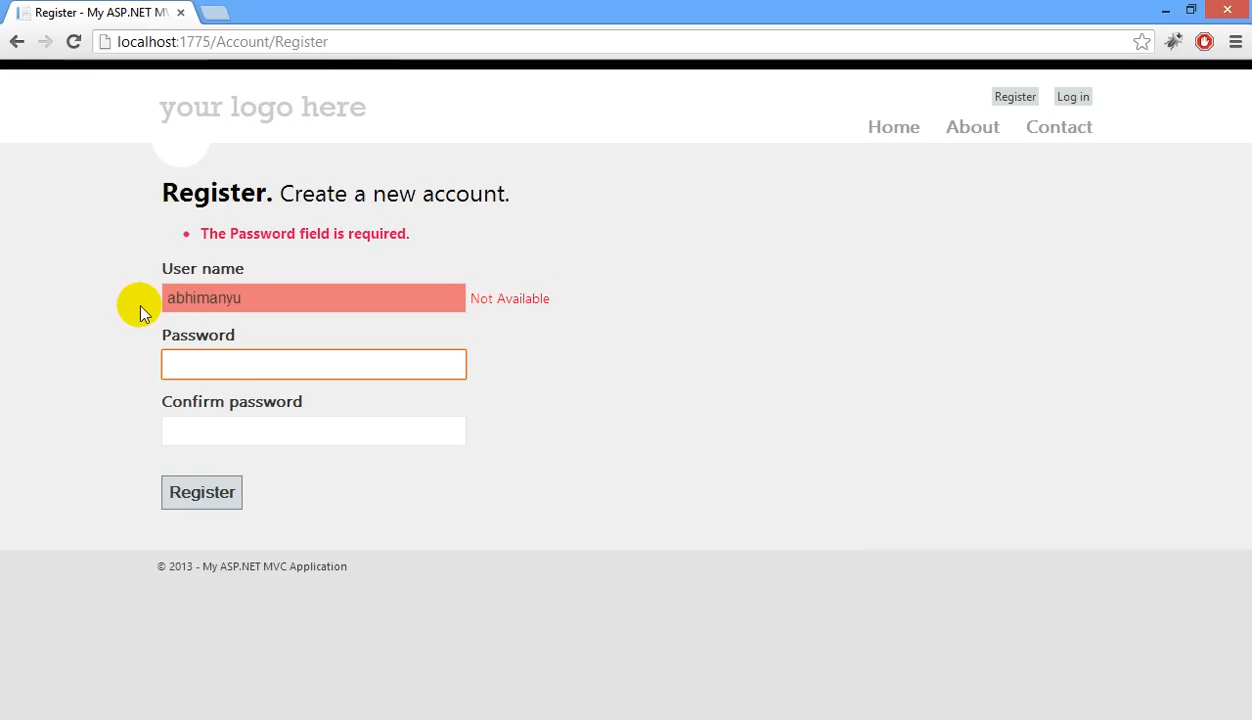 Register - My ASP.NET M
localhost:1775/Account/Register
Register
Log in
your logo here
Home
About
Contact
Register. Create a new account.
• The Password field is required.
User name
abhimanyu
Not Available
Password
Confirm password
Register
© 2013 - My ASP.NET MVC Application